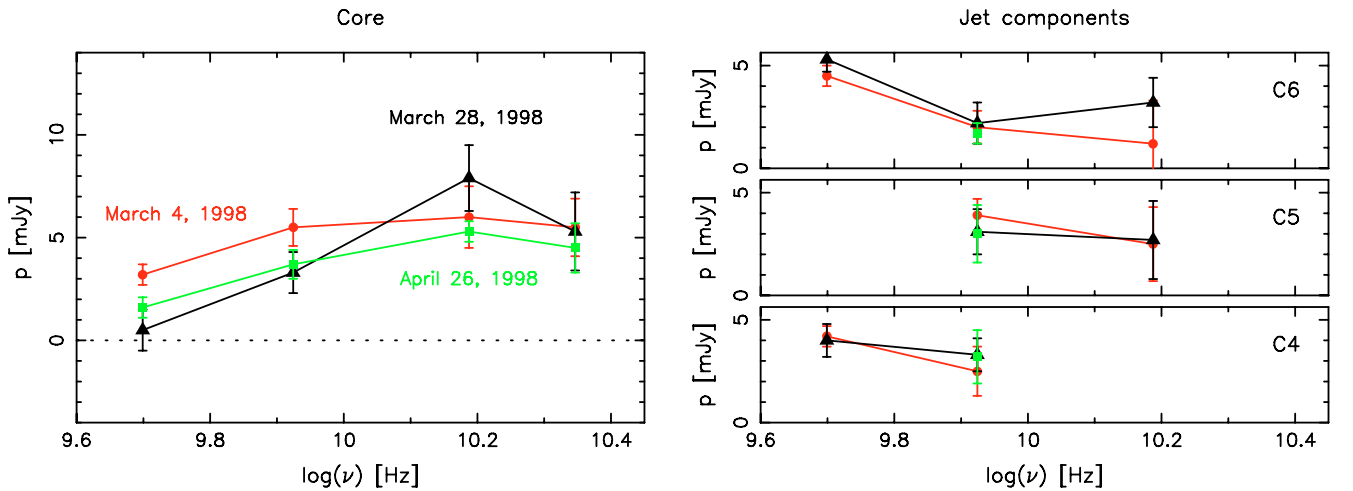 Core
p [mJy]
10
5
0
March 28, 1998
March 4, 1998
April 26, 1998
9.6 9.8 10 10.2 10.4
log(ν) [Hz]
Jet components
p [mJy]
5
0
C6
p [mJy]
5
0
C5
p [mJy]
5
0
C4
9.6 9.8 10 10.2 10.4
log(ν) [Hz]